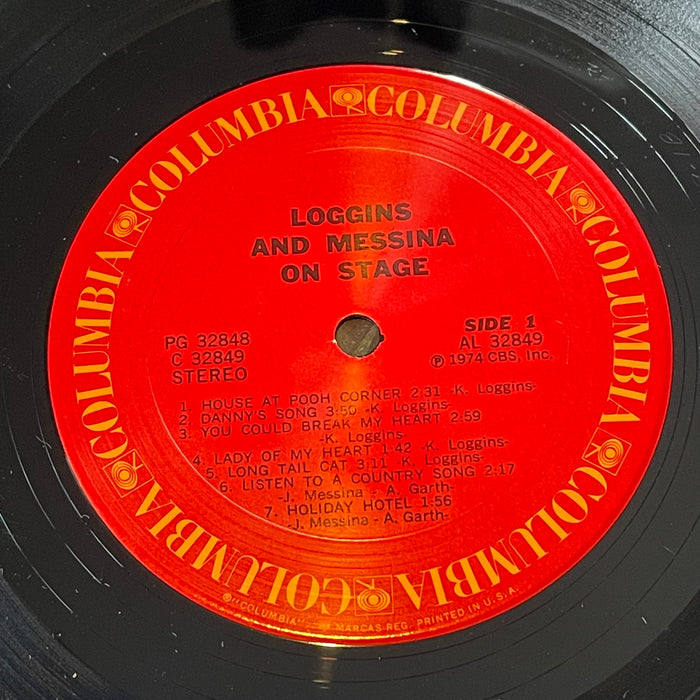 COLUMBIA COLUMBIA COLUMBIA COLUMBIA COLUMBIA COLUMBIA COLUMBIA COLUMBIA
LOGGINS
AND MESSINA
ON STAGE
PG 32848
C 32849
STEREO
SIDE 1
AL 32849
Ⓟ 1974 CBS, Inc.
1 HOUSE AT POOH CORNER 2:31 -K. Loggins-
2. DANNY'S SONG 3:50 -K. Loggins-
3. YOU COULD BREAK MY HEART 2:59
-K. Loggins
4. LADY OF MY HEART 1:42 -K. Loggins-
5. LONG TAIL CAT 3:11 -K. Loggins-
6. LISTEN TO A COUNTRY SONG 2:17
-J. Messina - A. Garth-
7. HOLIDAY HOTEL 1:56
-J. Messina - A. Garth-
®"COLUMBIA" MARCAS REG. PRINTED IN U.S.A.